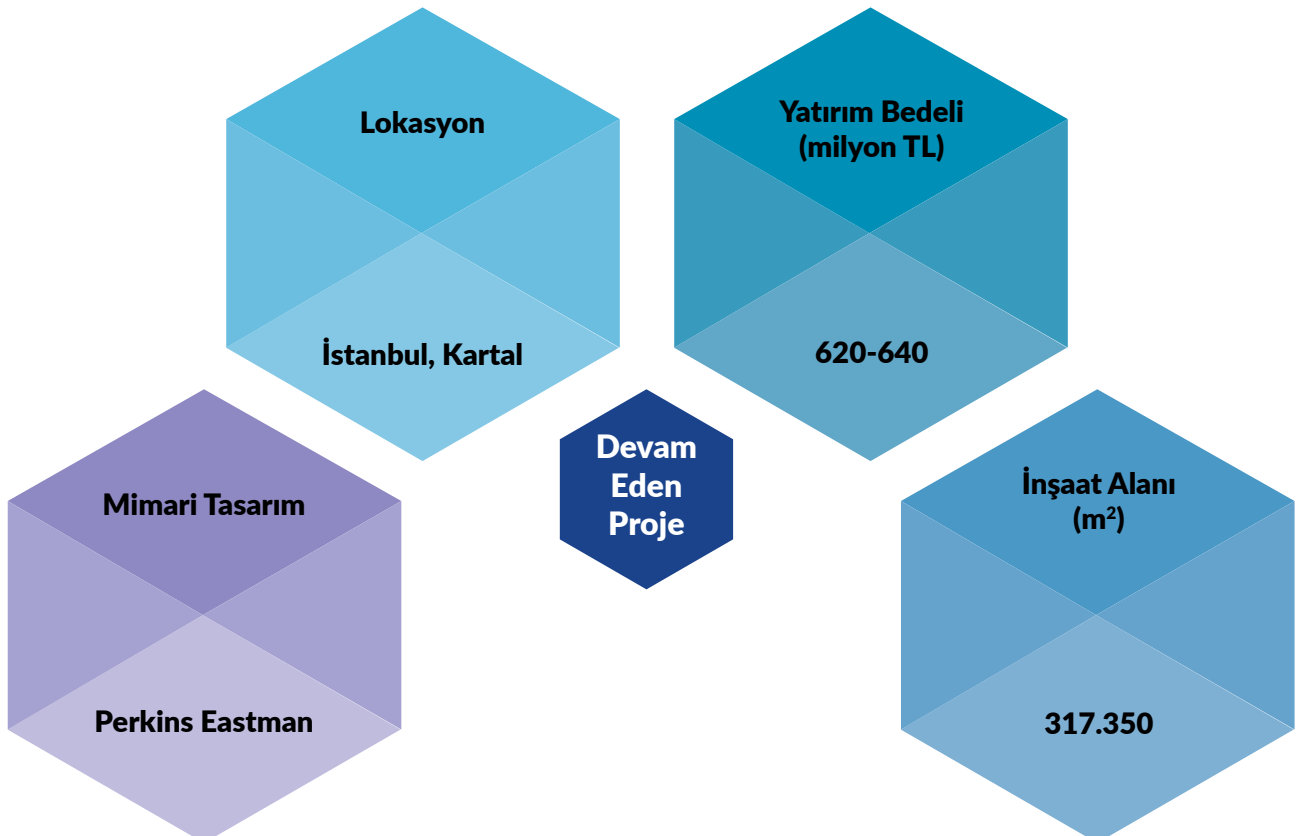 Lokasyon
İstanbul, Kartal
Yatırım Bedeli
(milyon TL)
620-640
Devam
Eden
Proje
Mimari Tasarım
Perkins Eastman
İnşaat Alanı
(m²)
317.350